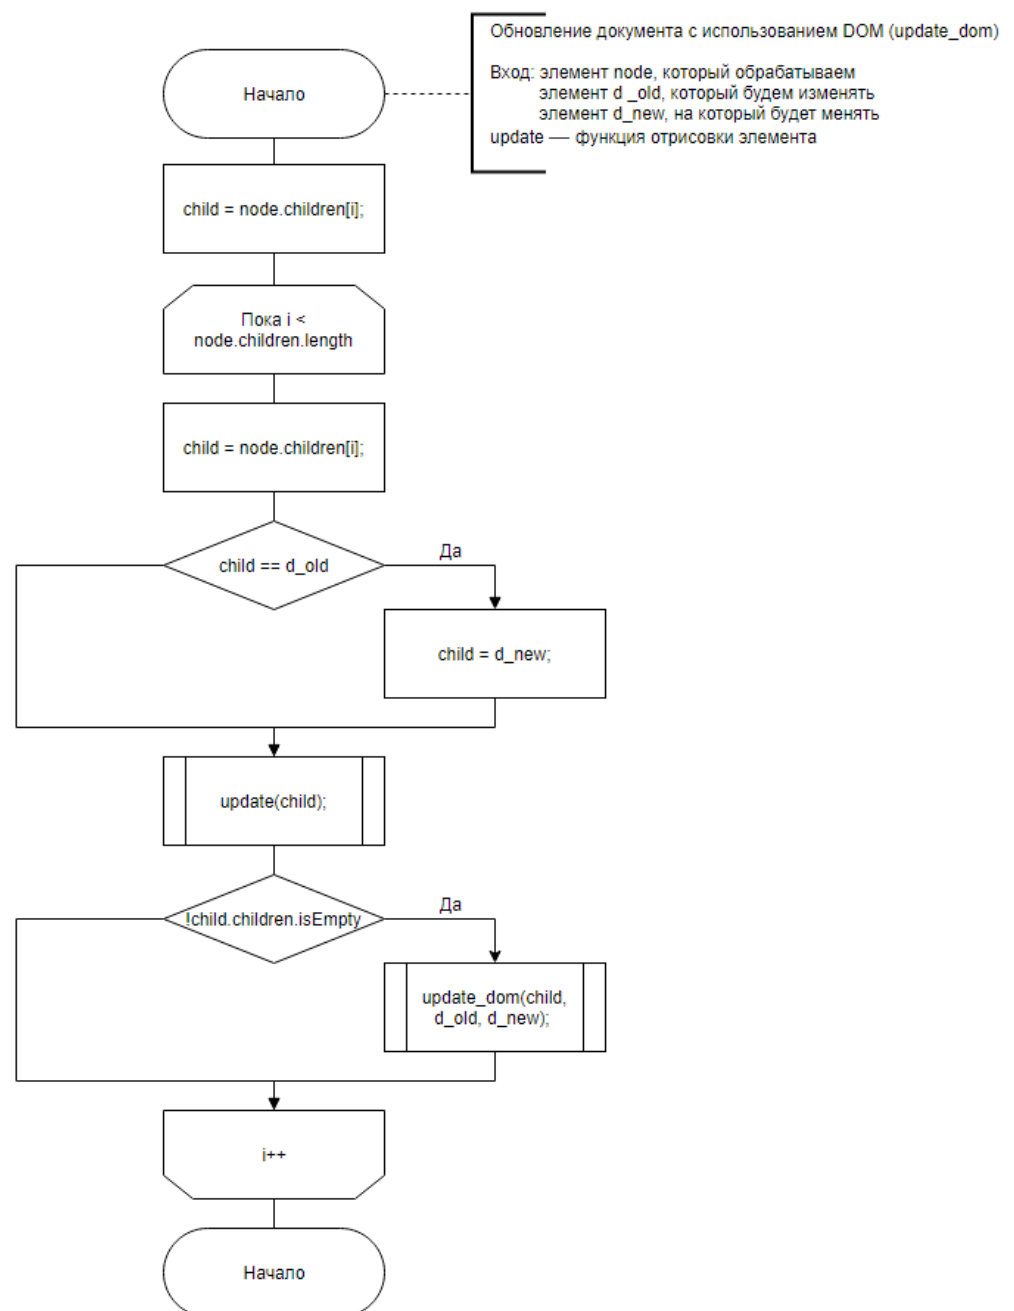 Обновление документа с использованием DOM (update_dom)
Вход: элемент node, который обрабатываем
элемент d _old, который будем изменять
элемент d_new, на который будет менять
update — функция отрисовки элемента
Начало
child = node.children[i];
Пока i <
node.children.length
child = node.children[i];
child == d_old
Да
child = d_new;
update(child);
!child.children.isEmpty
Да
update_dom(child,
d_old, d_new);
i++
Начало